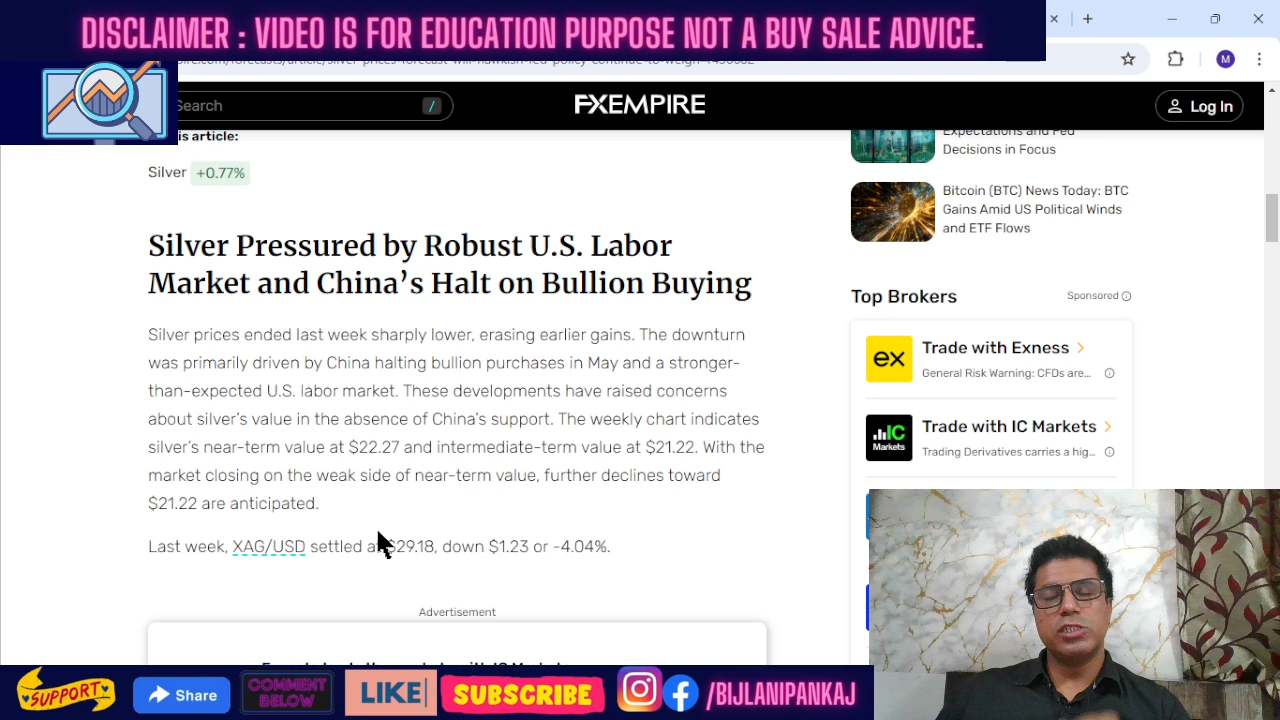 DISCLAIMER : VIDEO IS FOR EDUCATION PURPOSE NOT A BUY SALE ADVICE.
M
Search
/
FXEMPIRE
Log In
is article:
Silver +0.77%
Silver Pressured by Robust U.S. Labor
Market and China's Halt on Bullion Buying
Silver prices ended last week sharply lower, erasing earlier gains. The downturn
was primarily driven by China halting bullion purchases in May and a stronger-
than-expected U.S. labor market. These developments have raised concerns
about silver's value in the absence of China's support. The weekly chart indicates
silver's near-term value at $22.27 and intermediate-term value at $21.22. With the
market closing on the weak side of near-term value, further declines toward
$21.22 are anticipated.
Last week, XAG/USD settled at $29.18, down $1.23 or -4.04%.
Advertisement
Expectations and Fed
Decisions in Focus
Bitcoin (BTC) News Today: BTC
Gains Amid US Political Winds
and ETF Flows
Top Brokers
Sponsored
ex
Trade with Exness
General Risk Warning: CFDs are...
IC
Markets
Trade with IC Markets
Trading Derivatives carries a hig...
SUPPORT
Share
COMMENT
BELOW
LIKE
SUBSCRIBE
/BIJLANIPANKAJ